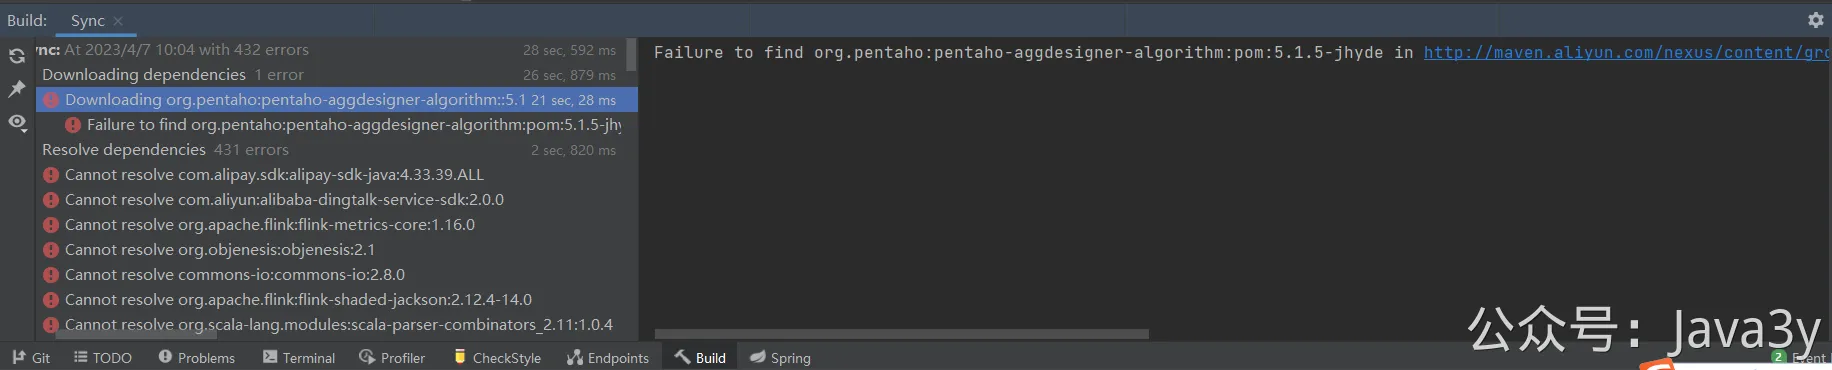 Build: Sync
nc: At 2023/4/7 10:04 with 432 errors 28 sec, 592 ms
Downloading dependencies 1 error 26 sec, 879 ms
Downloading org.pentaho:pentaho-aggdesigner-algorithm::5.1 21 sec, 28 ms
Failure to find org.pentaho:pentaho-aggdesigner-algorithm:pom:5.1.5-jhy
Resolve dependencies 431 errors 2 sec, 820 ms
Cannot resolve com.alipay.sdk:alipay-sdk-java:4.33.39.ALL
Cannot resolve com.aliyun:alibaba-dingtalk-service-sdk:2.0.0
Cannot resolve org.apache.flink:flink-metrics-core:1.16.0
Cannot resolve org.objenesis:objenesis:2.1
Cannot resolve commons-io:commons-io:2.8.0
Cannot resolve org.apache.flink:flink-shaded-jackson:2.12.4-14.0
Cannot resolve org.scala-lang.modules:scala-parser-combinators_2.11:1.0.4
Failure to find org.pentaho:pentaho-aggdesigner-algorithm:pom:5.1.5-jhyde in http://maven.aliyun.com/nexus/content/gro
公众号：Java3y
Git TODO Problems Terminal Profiler CheckStyle Endpoints Build Spring 2 Event